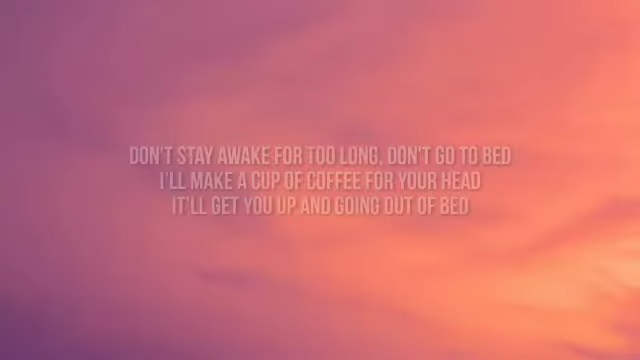 DON'T STAY AWAKE FOR TOO LONG, DON'T GO TO BED
I'LL MAKE A CUP OF COFFEE FOR YOUR HEAD
IT'LL GET YOU UP AND GOING OUT OF BED